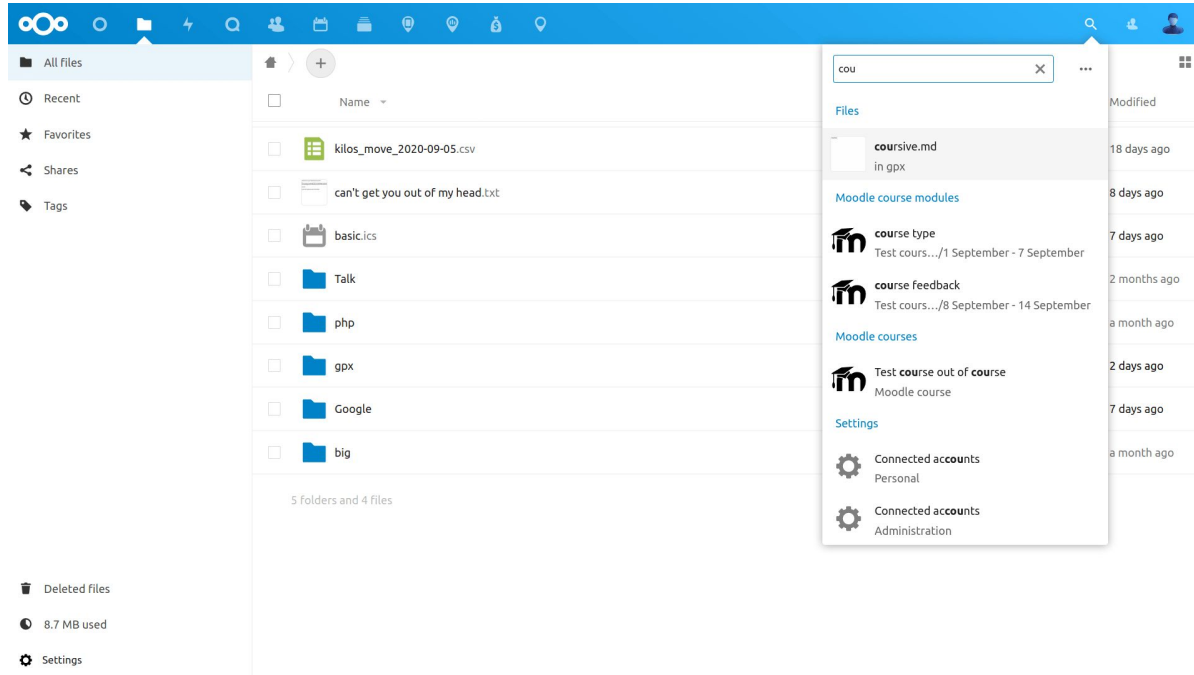 All files
Recent
Favorites
Shares
Tags
Deleted files
8.7 MB used
Settings
Name
Modified
kilos_move_2020-09-05.csv
18 days ago
can't get you out of my head.txt
8 days ago
basic.ics
7 days ago
Talk
2 months ago
php
a month ago
gpx
2 days ago
Google
7 days ago
big
a month ago
5 folders and 4 files
cou
Files
coursive.md
in gpx
Moodle course modules
course type
Test cours…/1 September - 7 September
course feedback
Test cours…/8 September - 14 September
Moodle courses
Test course out of course
Moodle course
Settings
Connected accounts
Personal
Connected accounts
Administration